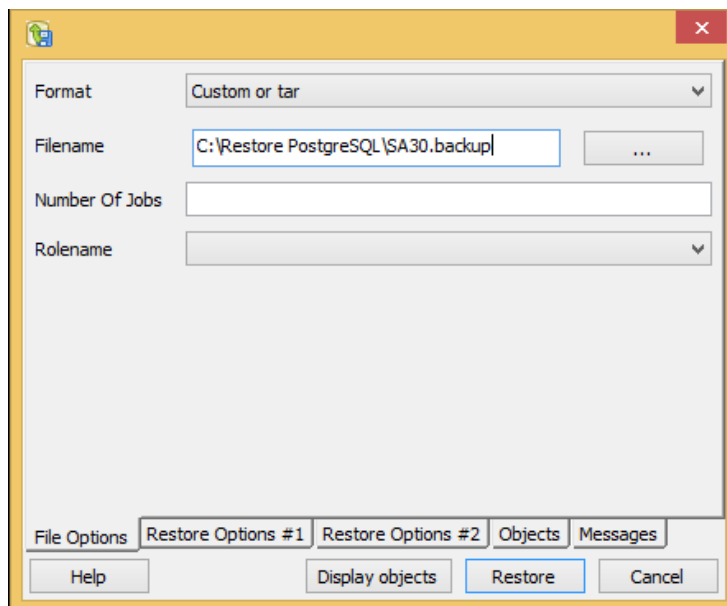 Format Custom or tar
Filename C:\Restore PostgreSQL\SA30.backup ...
Number Of Jobs
Rolename
File Options Restore Options #1 Restore Options #2 Objects Messages
Help Display objects Restore Cancel